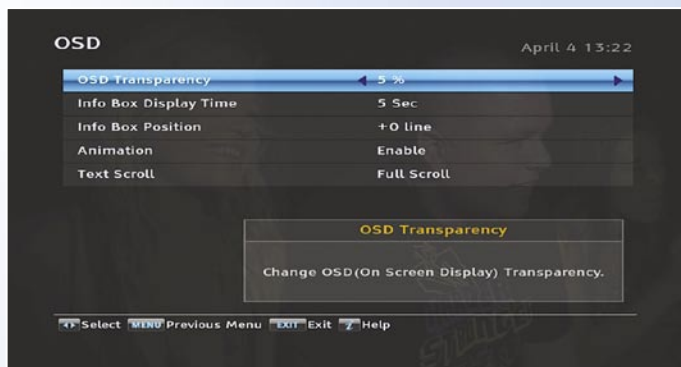 OSD
April 4 13:22
OSD Transparency 5 %
Info Box Display Time 5 Sec
Info Box Position +0 line
Animation Enable
Text Scroll Full Scroll
OSD Transparency
Change OSD(On Screen Display) Transparency.
Select MENU Previous Menu EXIT Exit i Help